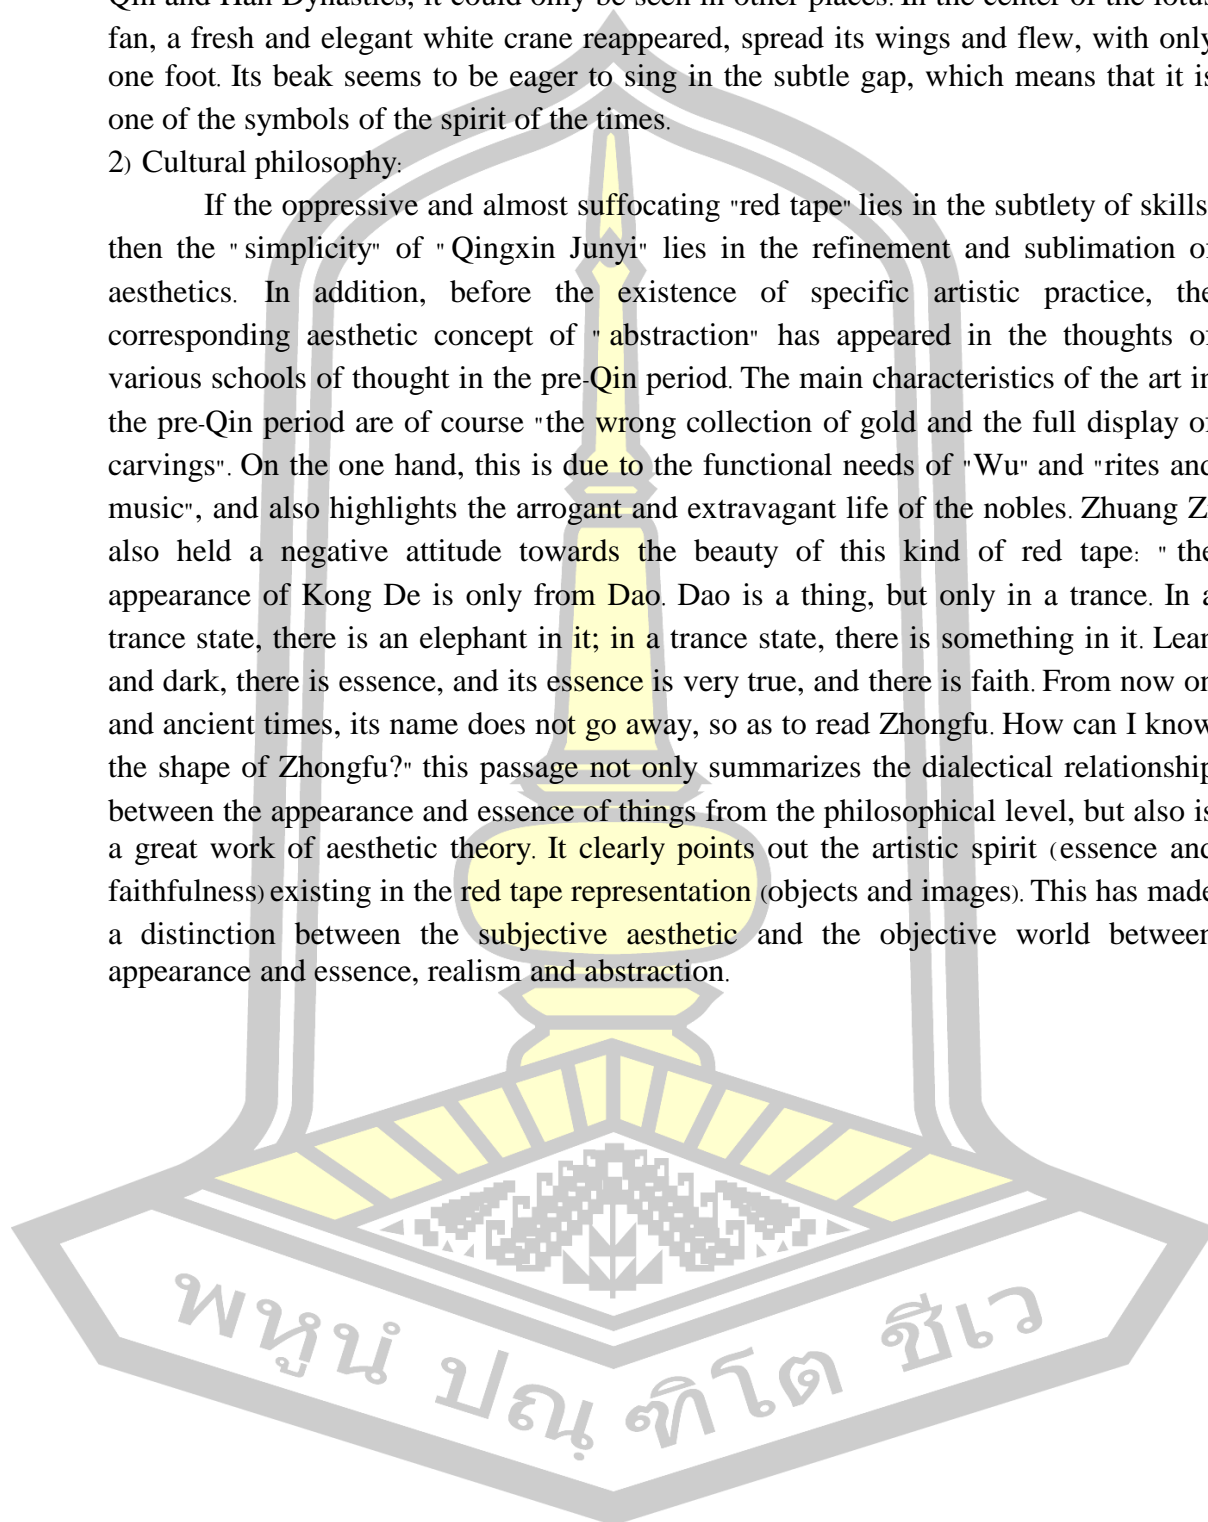 Qin and Han Dynasties, it could only be seen in other places. In the center of the lotus
fan, a fresh and elegant white crane reappeared, spread its wings and flew, with only
one foot. Its beak seems to be eager to sing in the subtle gap, which means that it is
one of the symbols of the spirit of the times.
2) Cultural philosophy:
If the oppressive and almost suffocating "red tape" lies in the subtlety of skills
then the "simplicity" of "Qingxin Junyi" lies in the refinement and sublimation of
aesthetics. In addition, before the existence of specific artistic practice, the
corresponding aesthetic concept of "abstraction" has appeared in the thoughts of
various schools of thought in the pre-Qin period. The main characteristics of the art in
the pre-Qin period are of course "the wrong collection of gold and the full display of
carvings". On the one hand, this is due to the functional needs of "Wu" and "rites and
music", and also highlights the arrogant and extravagant life of the nobles. Zhuang Zi
also held a negative attitude towards the beauty of this kind of red tape: "the
appearance of Kong De is only from Dao. Dao is a thing, but only in a trance. In a
trance state, there is an elephant in it; in a trance state, there is something in it. Lean
and dark, there is essence, and its essence is very true, and there is faith. From now on
and ancient times, its name does not go away, so as to read Zhongfu. How can I know
the shape of Zhongfu?" this passage not only summarizes the dialectical relationship
between the appearance and essence of things from the philosophical level, but also is
a great work of aesthetic theory. It clearly points out the artistic spirit (essence and
faithfulness) existing in the red tape representation (objects and images). This has made
a distinction between the subjective aesthetic and the objective world between
appearance and essence, realism and abstraction.
พหูนํ ปณฺฑิโต ชีเว